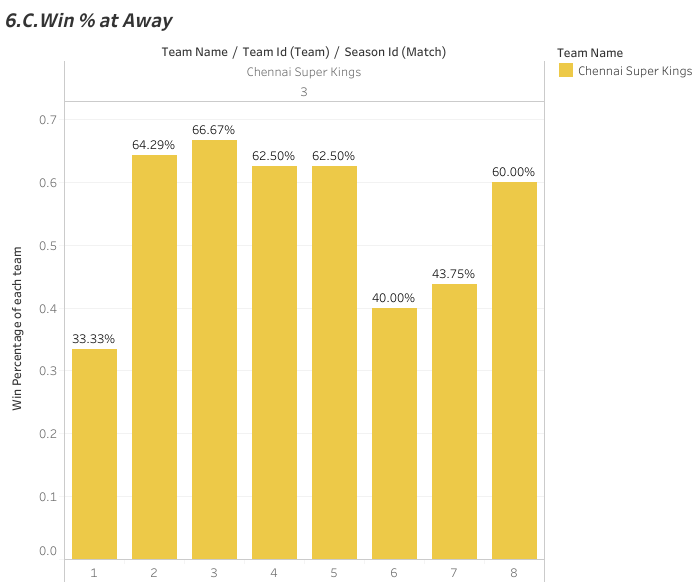 6.C.Win % at Away
Team Name / Team Id (Team) / Season Id (Match)
Chennai Super Kings
3
Team Name
Chennai Super Kings
Win Percentage of each team
0.7
0.6
0.5
0.4
0.3
0.2
0.1
0.0
33.33%
64.29%
66.67%
62.50%
62.50%
40.00%
43.75%
60.00%
1 2 3 4 5 6 7 8